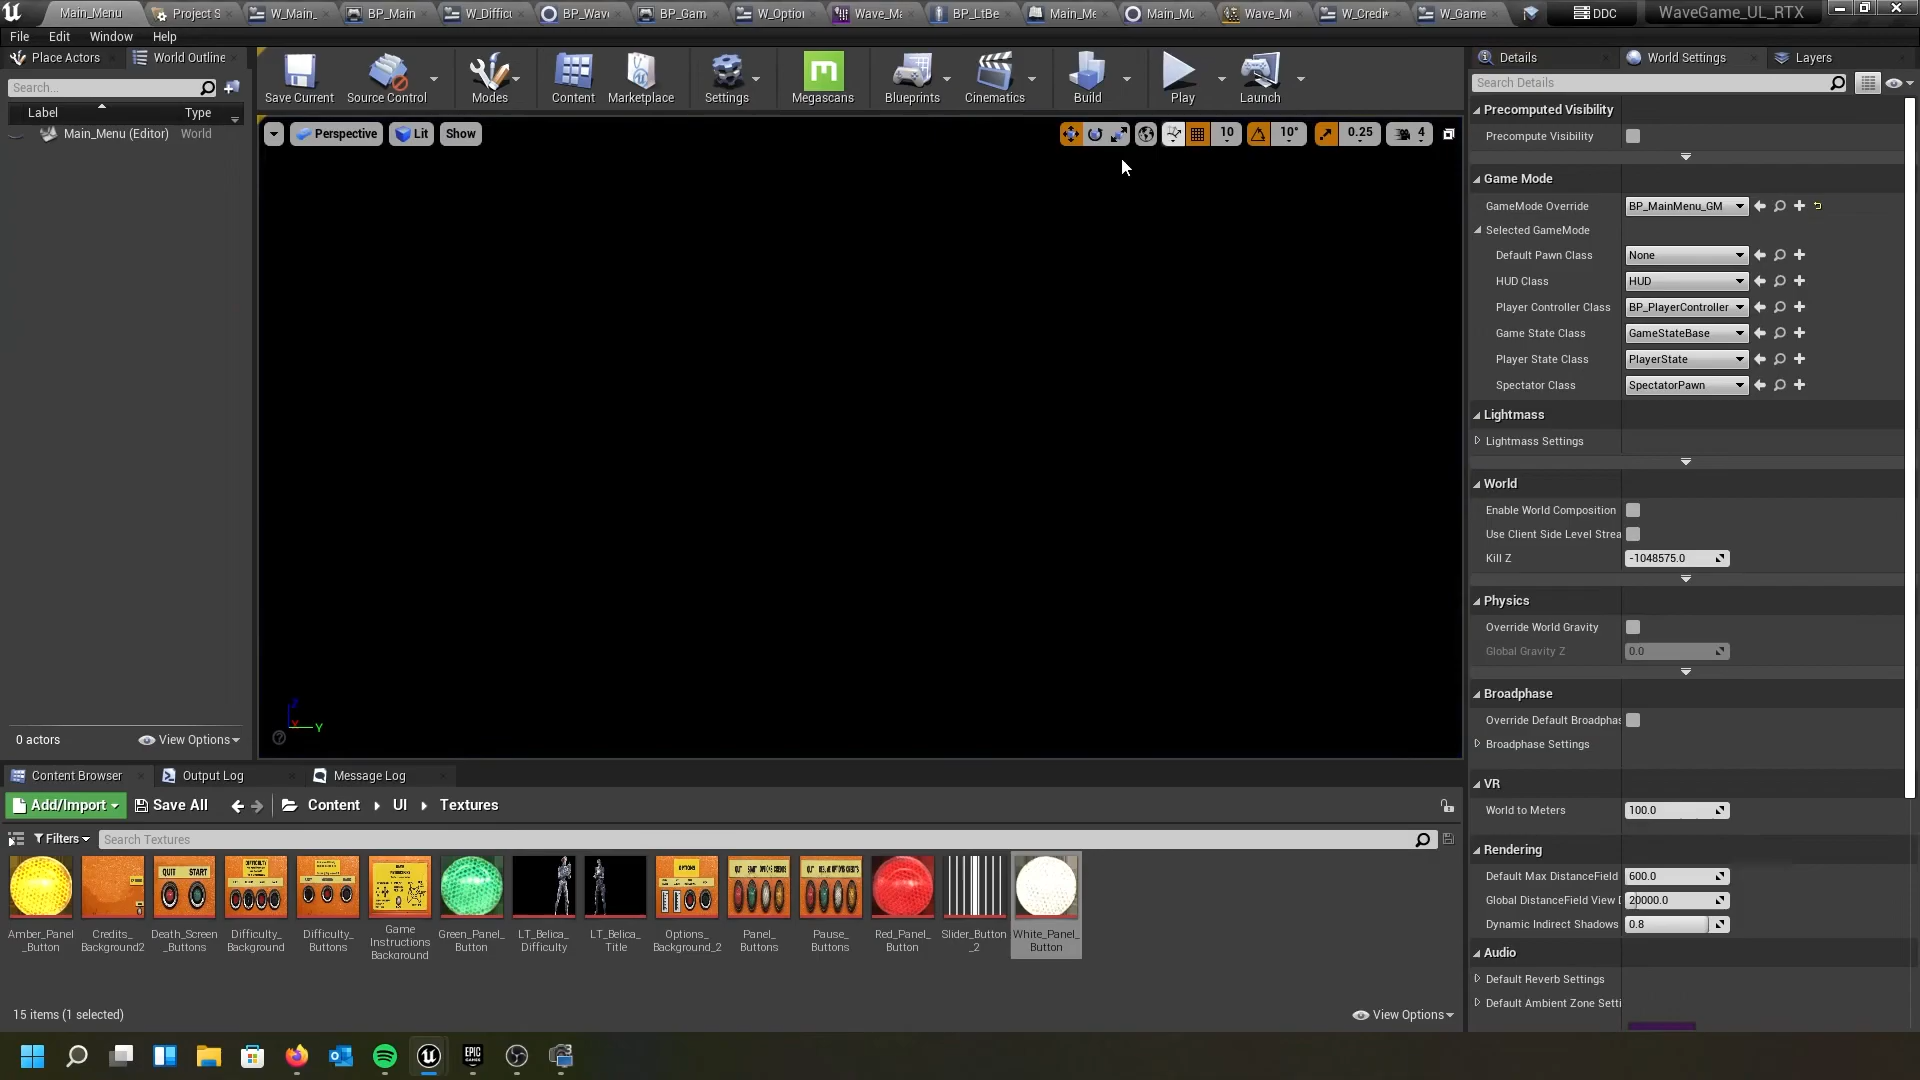 Main_Menu
Project S
W_Main_
BP_Main
W_Difficu
BP_Wav
BP_Gam
W_Optio
Wave_Ma
BP_LtBe
Main_Me
Main_Mu
Wave_Mu
W_Credi
W_Game
DDC
WaveGame_UL_RTX
File Edit Window Help
Place Actors
World Outline
Search...
Label
Type
Main_Menu (Editor)
World
0 actors
View Options
Save Current
Source Control
Modes
Content
Marketplace
Settings
Megascans
Blueprints
Cinematics
Build
Play
Launch
Perspective
Lit
Show
10
10°
0.25
4
Z
Y
Details
World Settings
Layers
Search Details
Precomputed Visibility
Precompute Visibility
Game Mode
GameMode Override
BP_MainMenu_GM
Selected GameMode
Default Pawn Class
None
HUD Class
HUD
Player Controller Class
BP_PlayerController
Game State Class
GameStateBase
Player State Class
PlayerState
Spectator Class
SpectatorPawn
Lightmass
Lightmass Settings
World
Enable World Composition
Use Client Side Level Strea
Kill Z
-1048575.0
Physics
Override World Gravity
Global Gravity Z
0.0
Broadphase
Override Default Broadphas
Broadphase Settings
VR
World to Meters
100.0
Rendering
Default Max DistanceField
600.0
Global DistanceField View D
20000.0
Dynamic Indirect Shadows
0.8
Audio
Default Reverb Settings
Default Ambient Zone Setti
Content Browser
Output Log
Message Log
Add/Import
Save All
Content
UI
Textures
Filters
Search Textures
QUIT START
DIFFICULTY
OPTIONS
Amber_Panel
_Button
Credits_
Background2
Death_Screen
_Buttons
Difficulty_
Background
Difficulty_
Buttons
Game
Instructions
Background
Green_Panel_
Button
LT_Belica_
Difficulty
LT_Belica_
Title
Options_
Background_2
Panel_
Buttons
Pause_
Buttons
Red_Panel_
Button
Slider_Button
_2
White_Panel_
Button
15 items (1 selected)
View Options
EPIC
GAMES